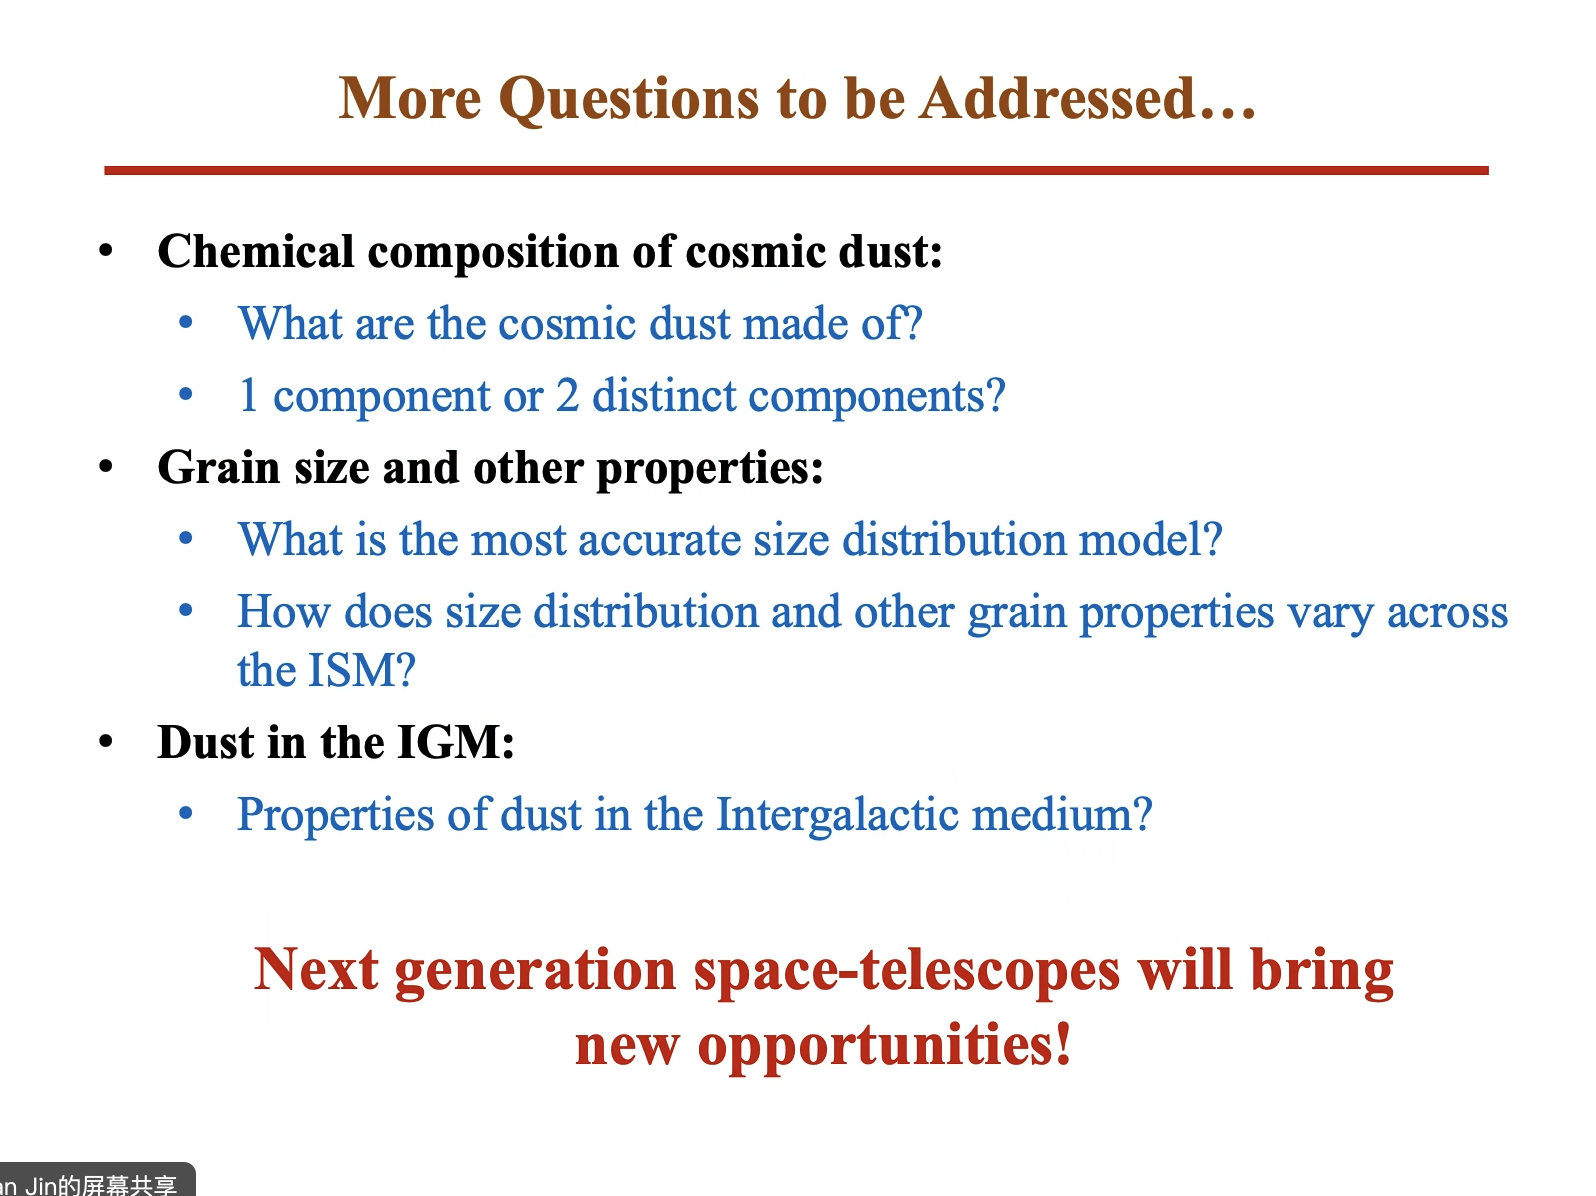 More Questions to be Addressed…
• Chemical composition of cosmic dust:
• What are the cosmic dust made of?
• 1 component or 2 distinct components?
• Grain size and other properties:
• What is the most accurate size distribution model?
• How does size distribution and other grain properties vary across
the ISM?
• Dust in the IGM:
• Properties of dust in the Intergalactic medium?
Next generation space-telescopes will bring
new opportunities!
Jin的屏幕共享